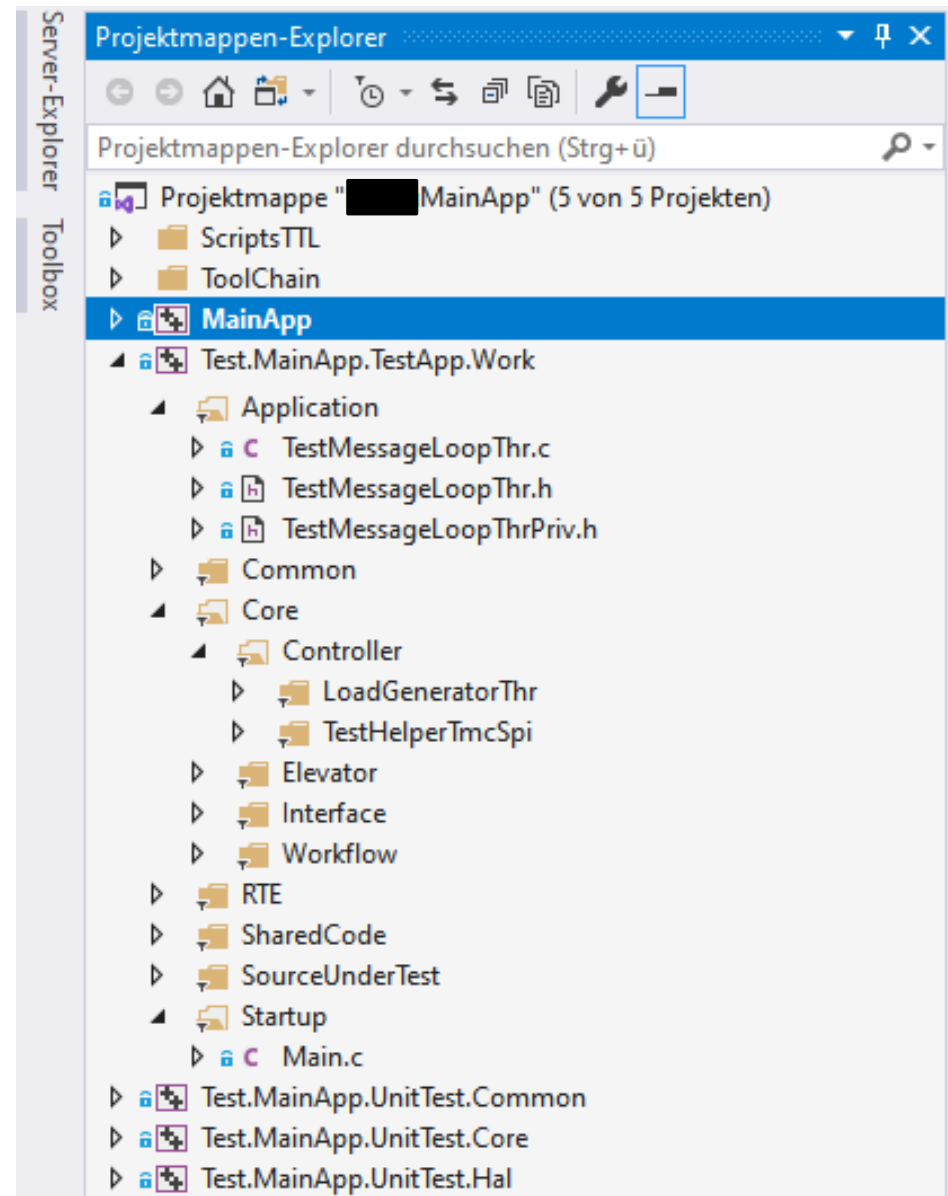 Server-Explorer
Toolbox
Projektmappen-Explorer
Projektmappen-Explorer durchsuchen (Strg+ü)
Projektmappe " MainApp" (5 von 5 Projekten)
ScriptsTTL
ToolChain
MainApp
Test.MainApp.TestApp.Work
Application
C TestMessageLoopThr.c
h TestMessageLoopThr.h
h TestMessageLoopThrPriv.h
Common
Core
Controller
LoadGeneratorThr
TestHelperTmcSpi
Elevator
Interface
Workflow
RTE
SharedCode
SourceUnderTest
Startup
C Main.c
Test.MainApp.UnitTest.Common
Test.MainApp.UnitTest.Core
Test.MainApp.UnitTest.Hal